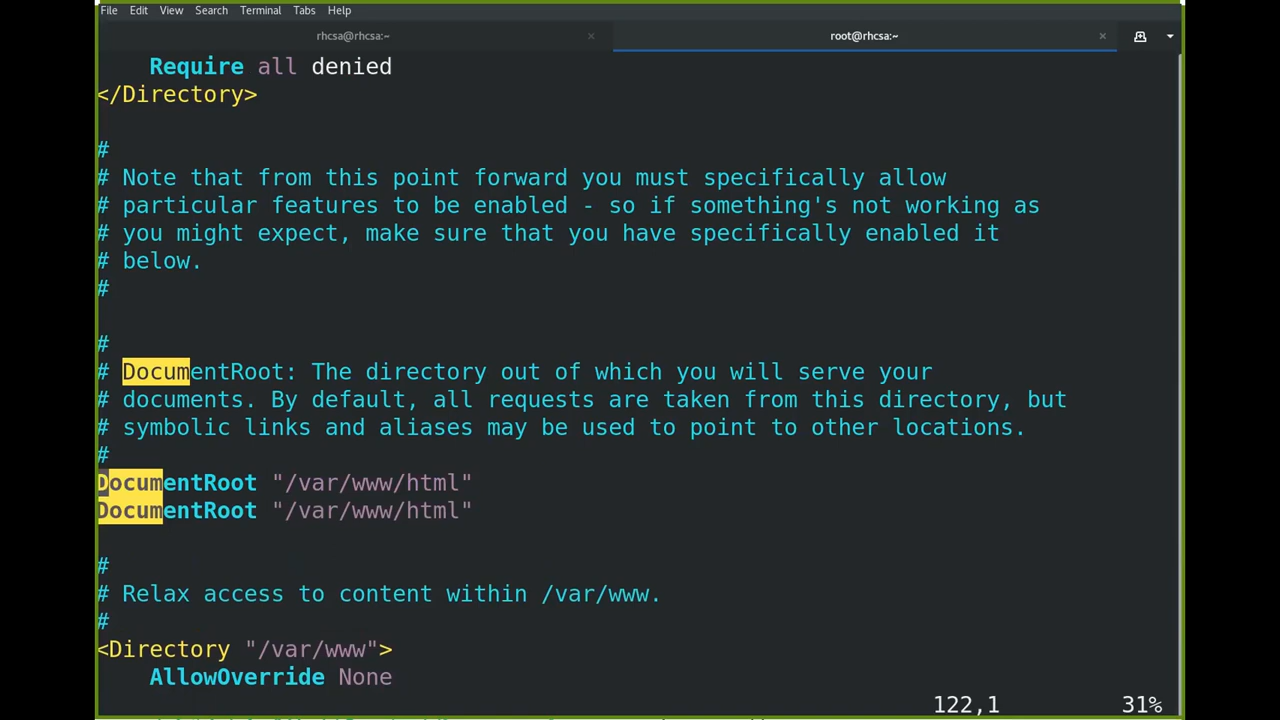 File Edit View Search Terminal Tabs Help
rhcsa@rhcsa:~ × root@rhcsa:~ ×
    Require all denied
</Directory>
#
# Note that from this point forward you must specifically allow
# particular features to be enabled - so if something's not working as
# you might expect, make sure that you have specifically enabled it
# below.
#
#
# DocumentRoot: The directory out of which you will serve your
# documents. By default, all requests are taken from this directory, but
# symbolic links and aliases may be used to point to other locations.
#
DocumentRoot "/var/www/html"
DocumentRoot "/var/www/html"
#
# Relax access to content within /var/www.
#
<Directory "/var/www">
    AllowOverride None
122,1 31%